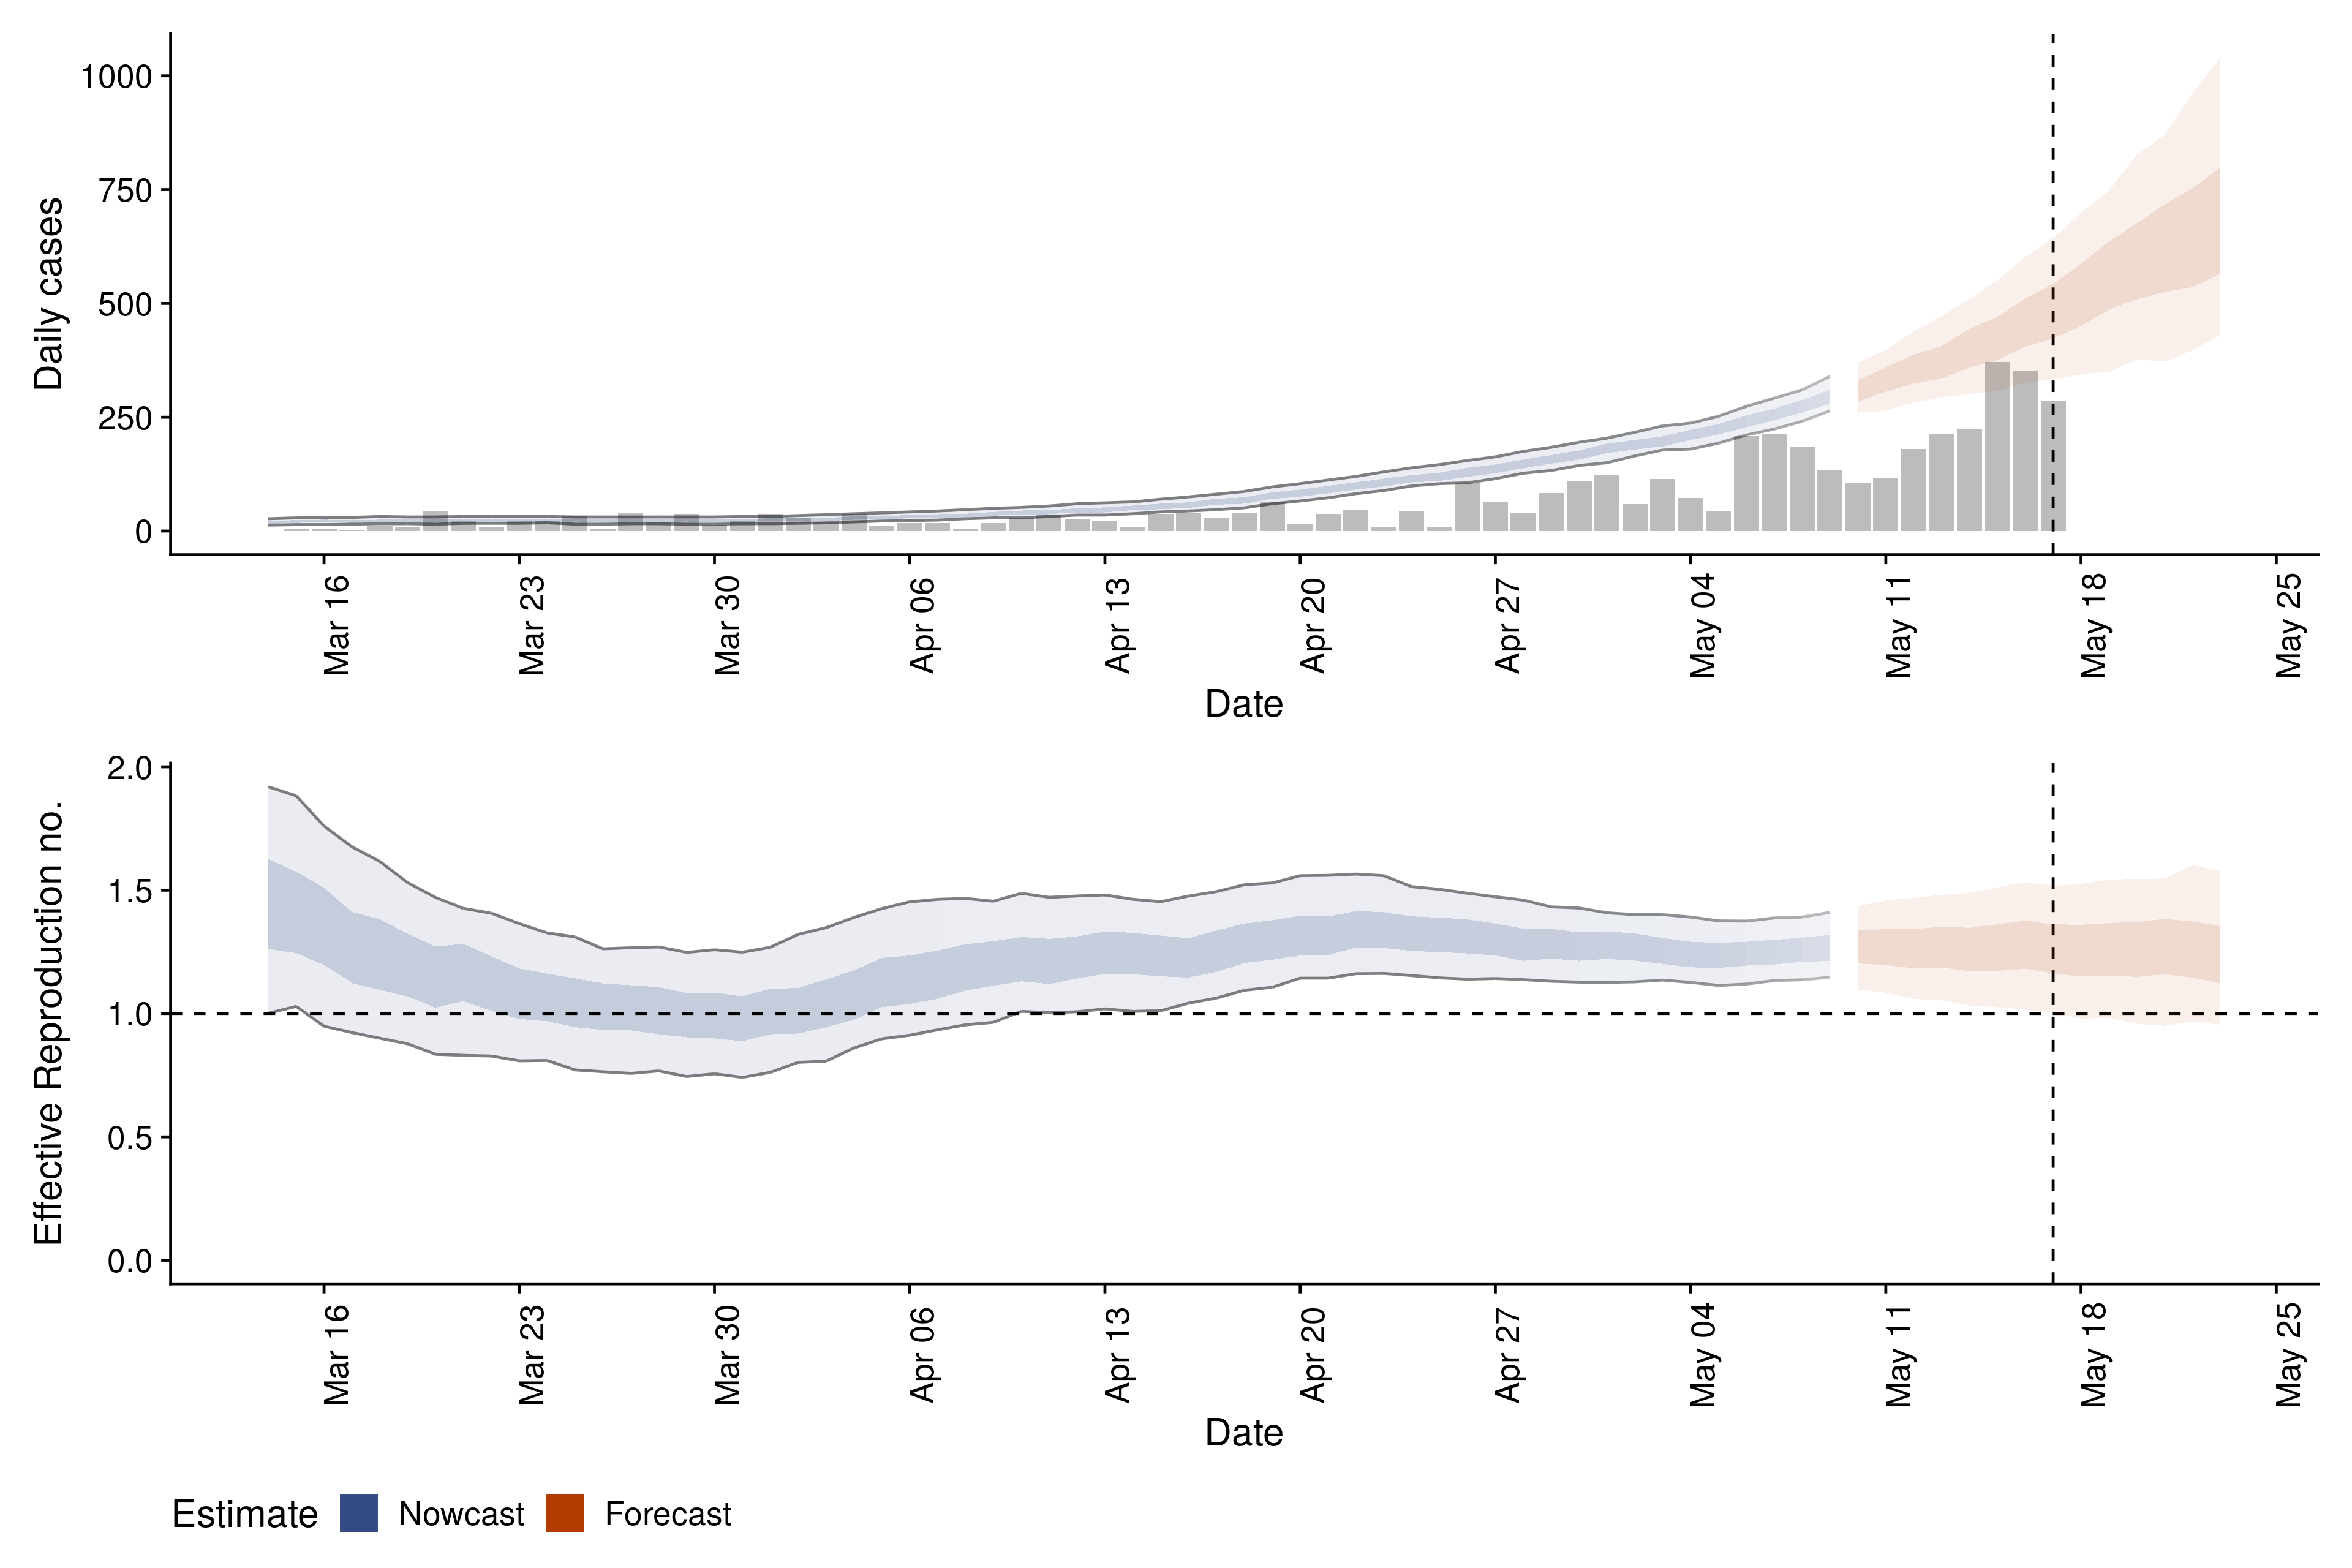 1000
750
500
250
0
Daily cases
Mar 16
Mar 23
Mar 30
Apr 06
Apr 13
Apr 20
Apr 27
May 04
May 11
May 18
May 25
Date
2.0
1.5
1.0
0.5
0.0
Effective Reproduction no.
Mar 16
Mar 23
Mar 30
Apr 06
Apr 13
Apr 20
Apr 27
May 04
May 11
May 18
May 25
Date
Estimate Nowcast Forecast